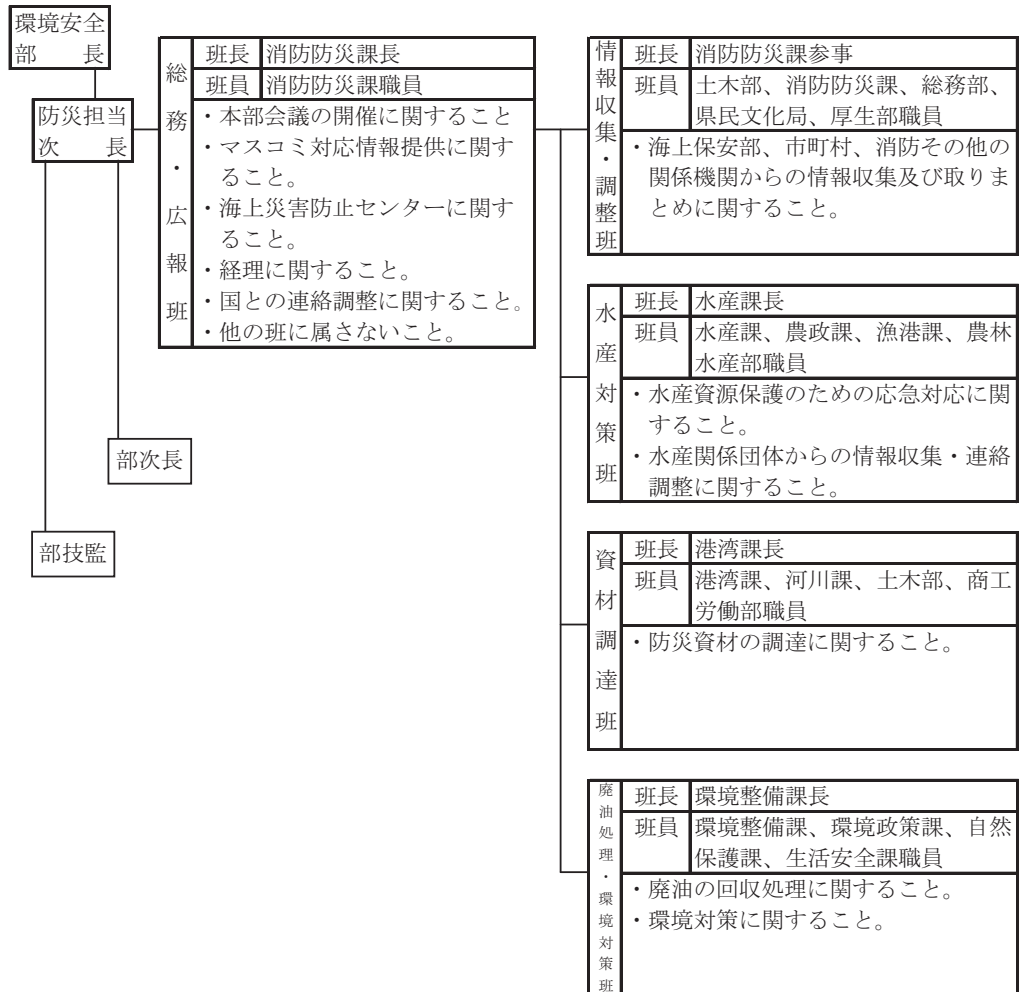 環境安全
部　　長
防災担当
次　　長
部次長
部技監
総務・広報班
班長 消防防災課長
班員 消防防災課職員
・本部会議の開催に関すること
・マスコミ対応情報提供に関す
ること。
・海上災害防止センターに関す
ること。
・経理に関すること。
・国との連絡調整に関すること。
・他の班に属さないこと。
情報収集・調整班
班長 消防防災課参事
班員 土木部、消防防災課、総務部、
県民文化局、厚生部職員
・海上保安部、市町村、消防その他の
関係機関からの情報収集及び取りま
とめに関すること。
水産対策班
班長 水産課長
班員 水産課、農政課、漁港課、農林
水産部職員
・水産資源保護のための応急対応に関
すること。
・水産関係団体からの情報収集・連絡
調整に関すること。
資材調達班
班長 港湾課長
班員 港湾課、河川課、土木部、商工
労働部職員
・防災資材の調達に関すること。
廃油処理・環境対策班
班長 環境整備課長
班員 環境整備課、環境政策課、自然
保護課、生活安全課職員
・廃油の回収処理に関すること。
・環境対策に関すること。